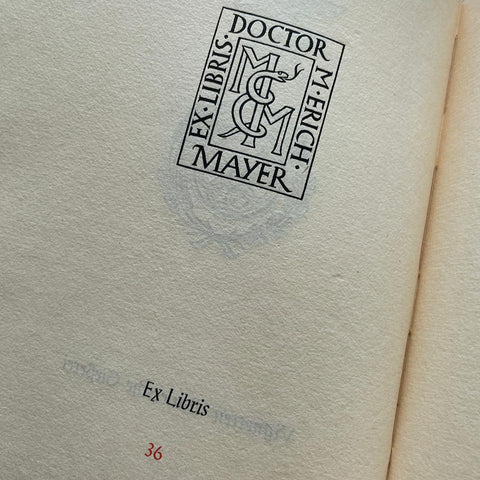 DOCTOR
EX·LIBRIS·
M·ERICH·
MAYER
Ex Libris
36